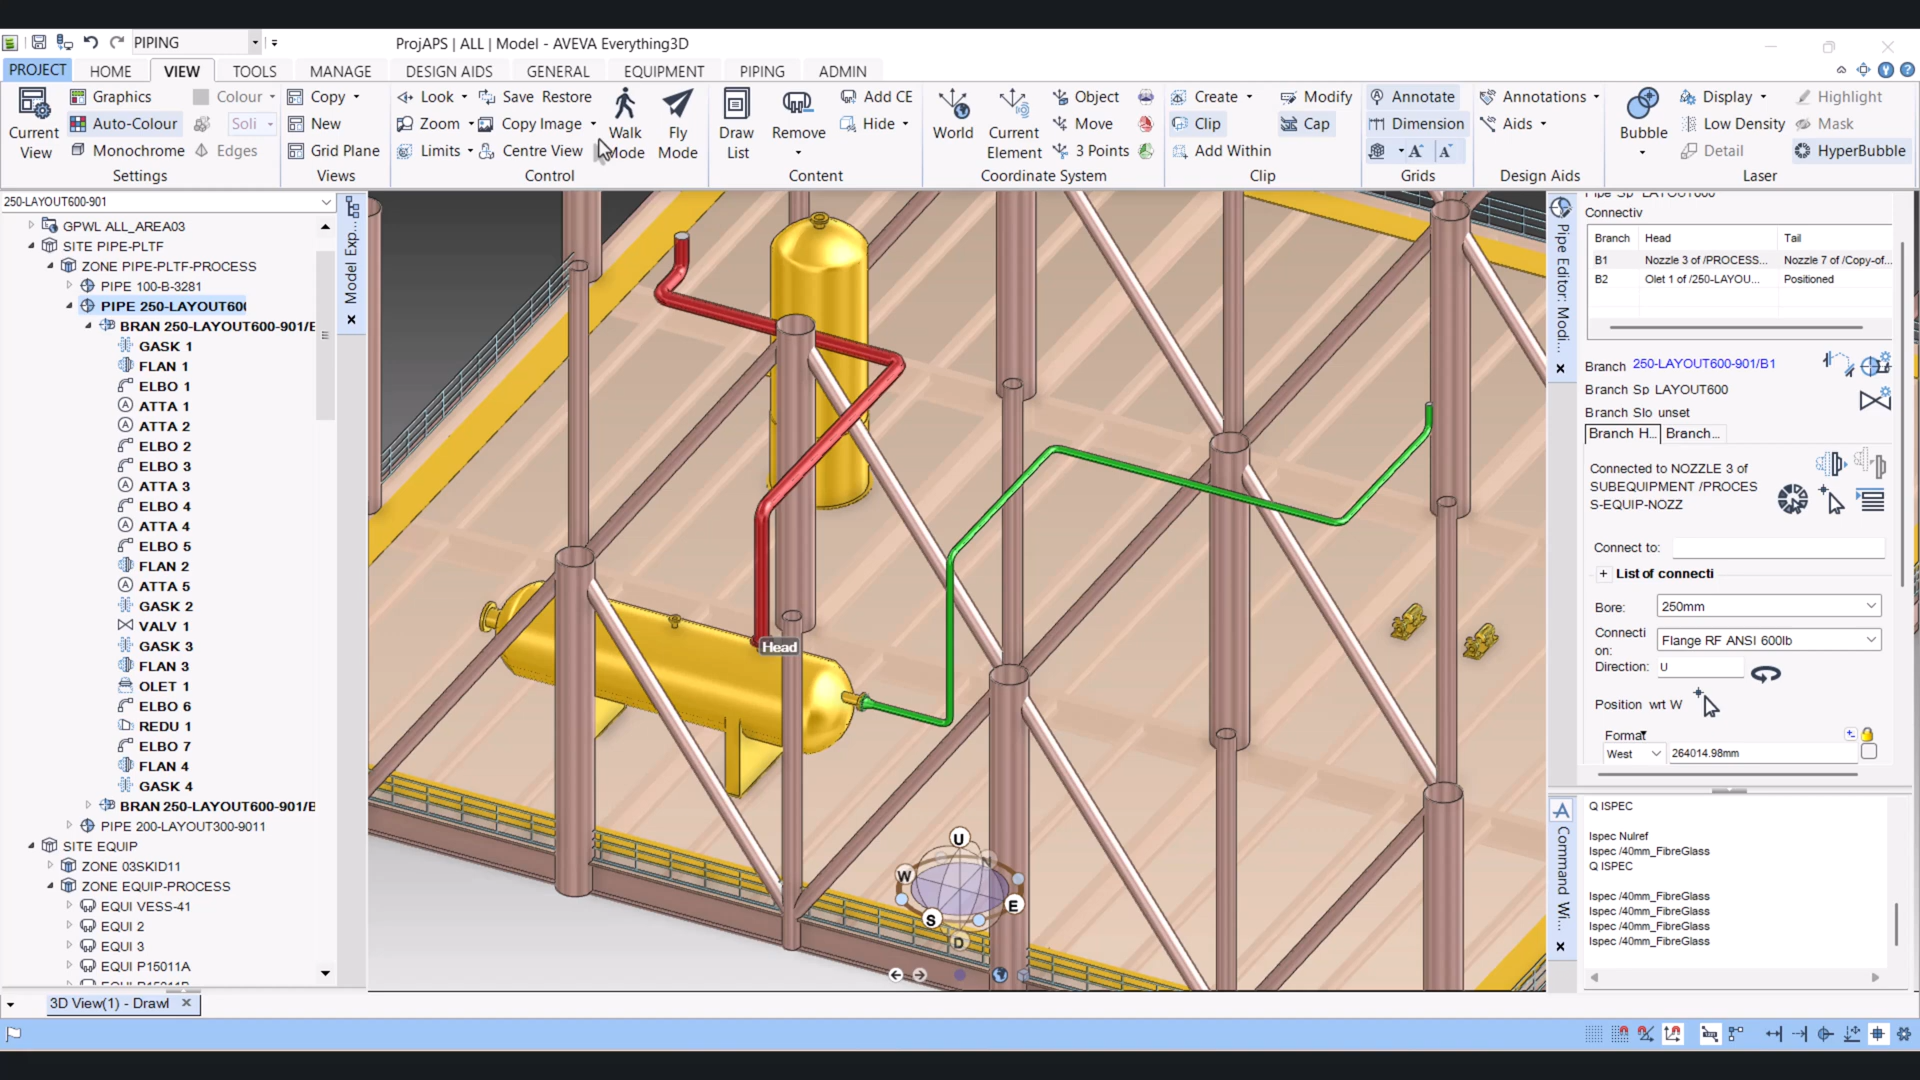 PIPING
ProjAPS | ALL | Model - AVEVA Everything3D
PROJECT HOME VIEW TOOLS MANAGE DESIGN AIDS GENERAL EQUIPMENT PIPING ADMIN
Current View
Graphics
Auto-Colour
Monochrome
Colour
Soli
Edges
Settings
Copy
New
Grid Plane
Views
Look
Zoom
Limits
Save Restore
Copy Image
Centre View
Walk Mode
Fly Mode
Control
Draw List
Remove
Add CE
Hide
Content
World
Current Element
Object
Move
3 Points
Coordinate System
Create
Clip
Add Within
Modify
Cap
Clip
Annotate
Dimension
Grids
Annotations
Aids
Design Aids
Bubble
Display
Low Density
Detail
Highlight
Mask
HyperBubble
Laser
250-LAYOUT600-901
GPWL ALL_AREA03
SITE PIPE-PLTF
ZONE PIPE-PLTF-PROCESS
PIPE 100-B-3281
PIPE 250-LAYOUT600
BRAN 250-LAYOUT600-901/E
GASK 1
FLAN 1
ELBO 1
ATTA 1
ATTA 2
ELBO 2
ELBO 3
ATTA 3
ELBO 4
ATTA 4
ELBO 5
FLAN 2
ATTA 5
GASK 2
VALV 1
GASK 3
FLAN 3
OLET 1
ELBO 6
REDU 1
ELBO 7
FLAN 4
GASK 4
BRAN 250-LAYOUT600-901/E
PIPE 200-LAYOUT300-9011
SITE EQUIP
ZONE 03SKID11
ZONE EQUIP-PROCESS
EQUI VESS-41
EQUI 2
EQUI 3
EQUI P15011A
Model Exp...
Head
U
N
W
E
S
D
Pipe Editor: Modi...
Pipe Sp LAYOUT600
Connectiv
Branch Head Tail
B1 Nozzle 3 of /PROCESS... Nozzle 7 of /Copy-of...
B2 Olet 1 of /250-LAYOU... Positioned
Branch 250-LAYOUT600-901/B1
Branch Sp LAYOUT600
Branch Slo unset
Branch H... Branch...
Connected to NOZZLE 3 of
SUBEQUIPMENT /PROCES
S-EQUIP-NOZZ
Connect to:
+ List of connecti
Bore: 250mm
Connecti
on:
Flange RF ANSI 600lb
Direction: U
Position wrt W
Format
West 264014.98mm
Command Wi...
Q ISPEC
Ispec Nulref
Ispec /40mm_FibreGlass
Q ISPEC
Ispec /40mm_FibreGlass
Ispec /40mm_FibreGlass
Ispec /40mm_FibreGlass
Ispec /40mm_FibreGlass
3D View(1) - Drawl